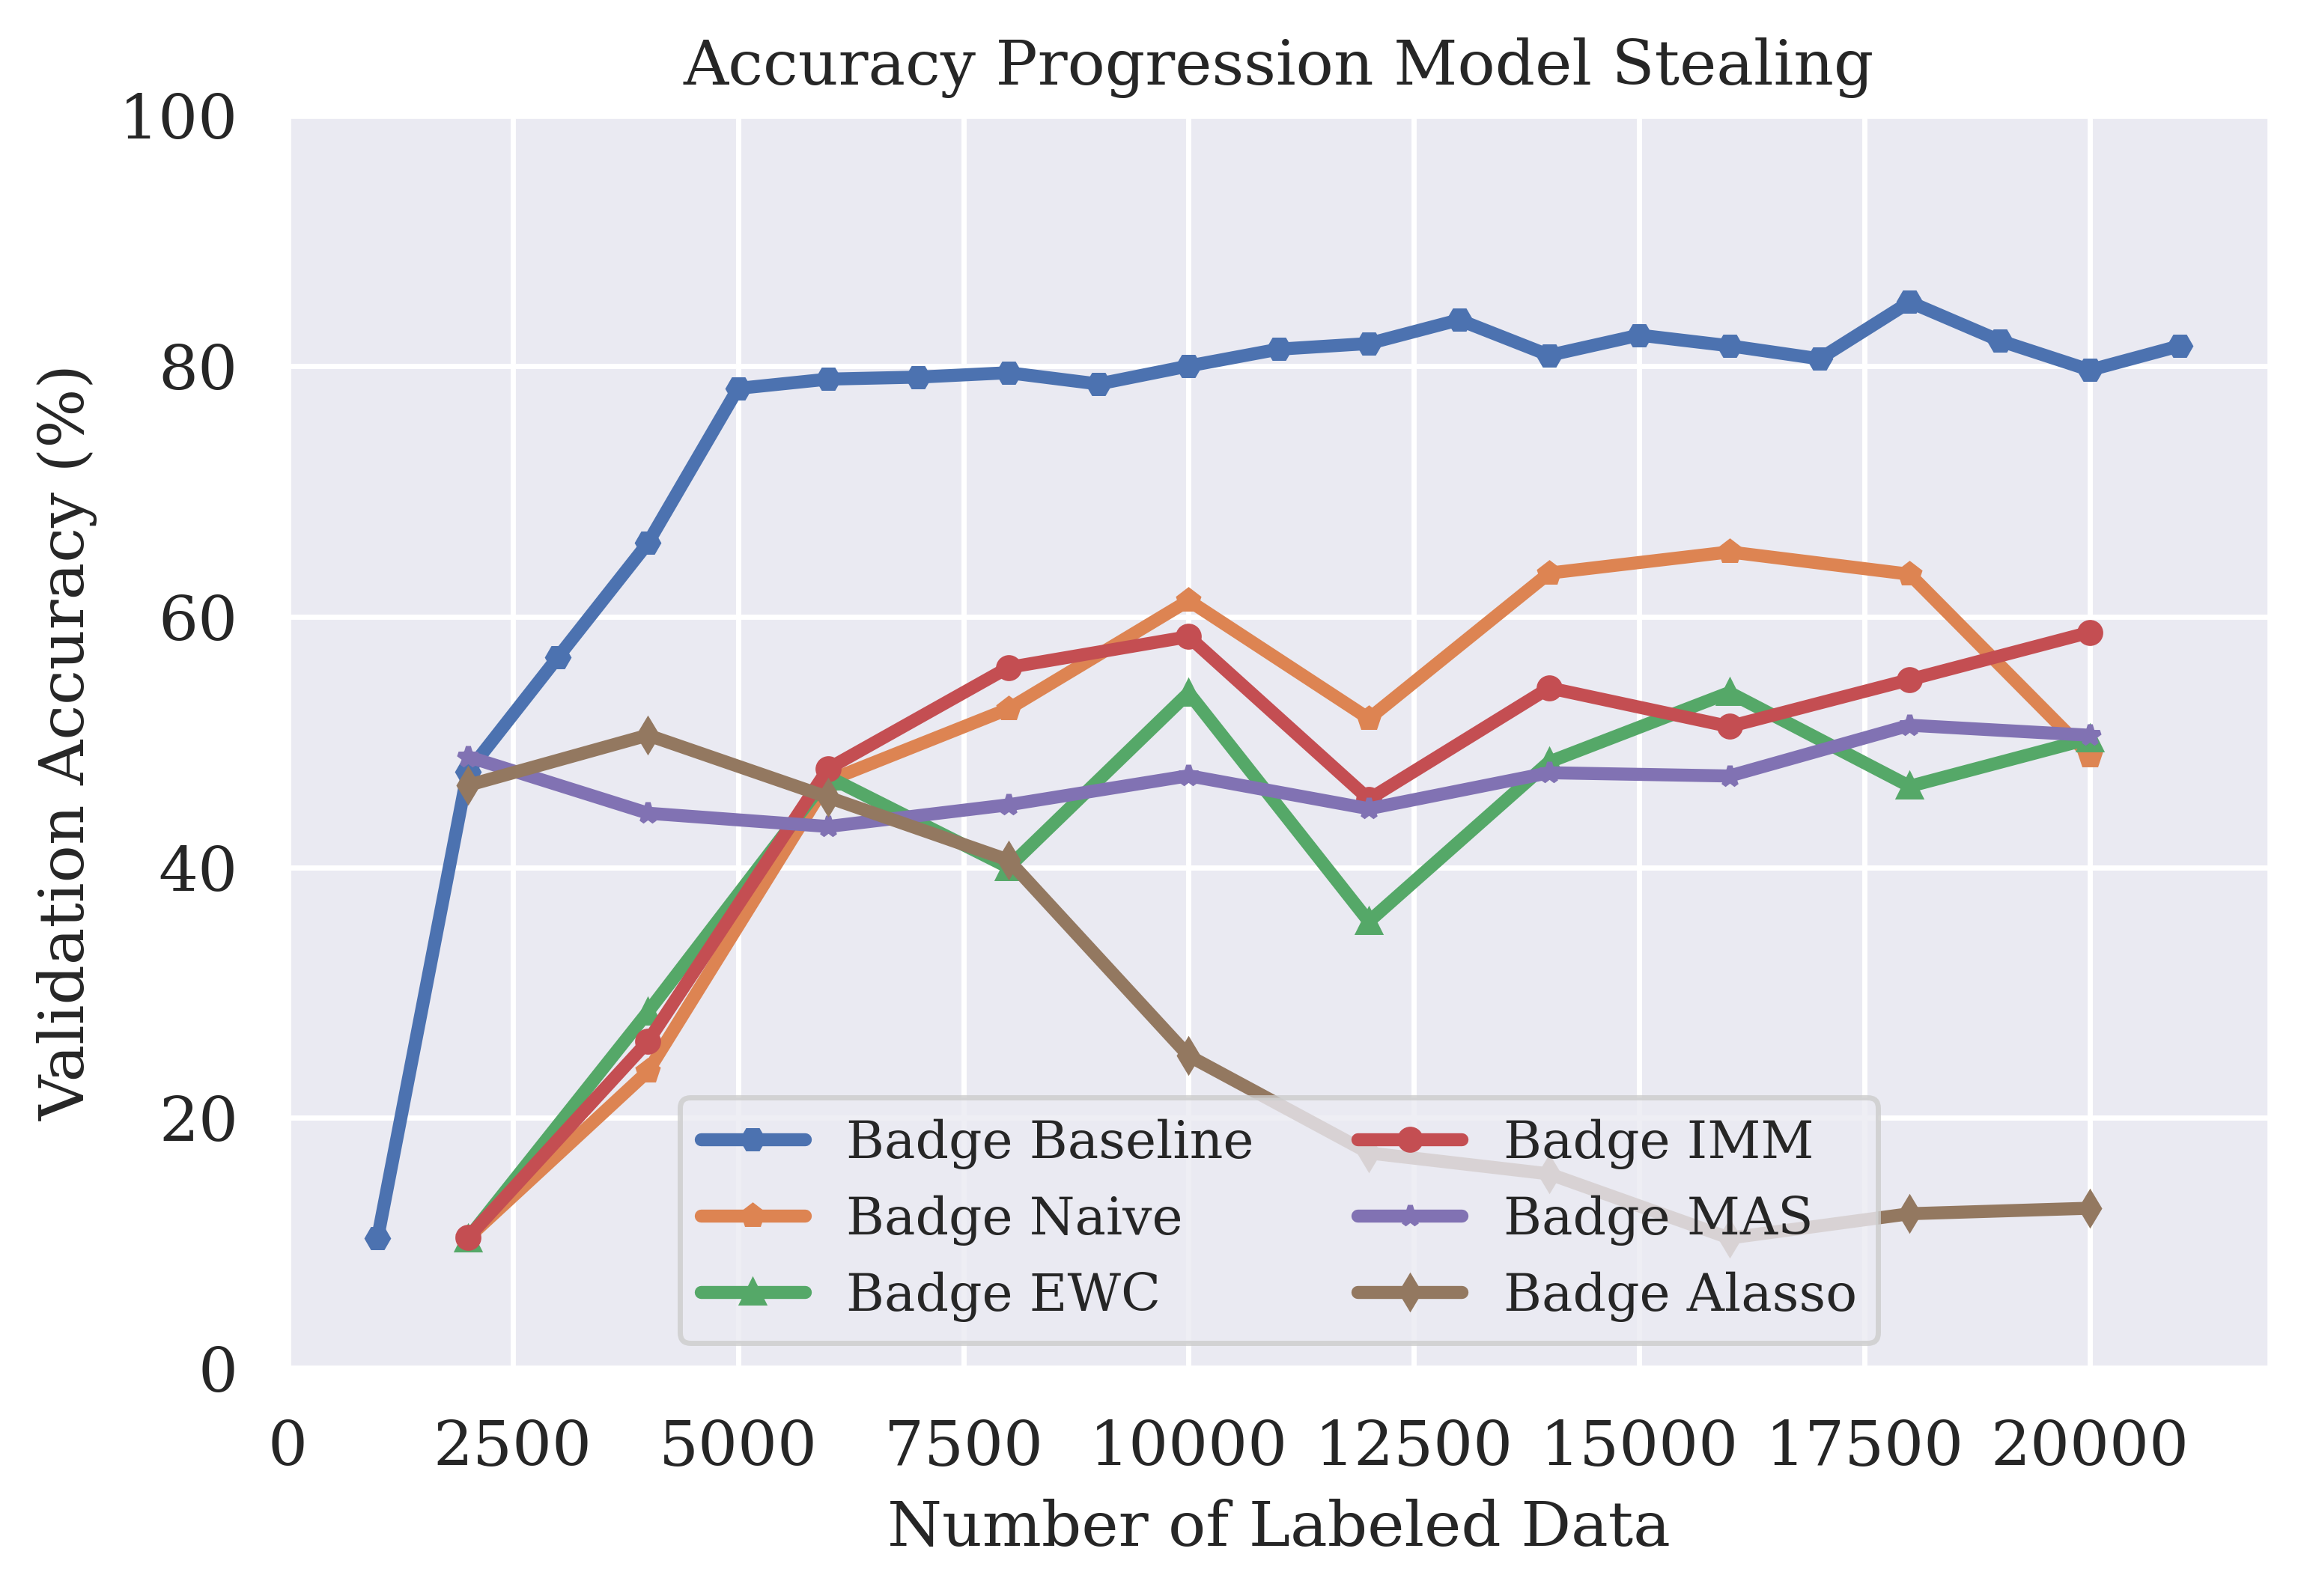 Accuracy Progression Model Stealing
100
80
60
40
20
0
Validation Accuracy (%)
0 2500 5000 7500 10000 12500 15000 17500 20000
Number of Labeled Data
Badge Baseline
Badge Naive
Badge EWC
Badge IMM
Badge MAS
Badge Alasso